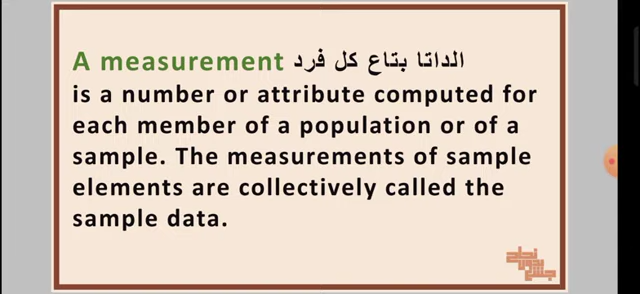 A measurement الداتا بتاع كل فرد
is a number or attribute computed for
each member of a population or of a
sample. The measurements of sample
elements are collectively called the
sample data.